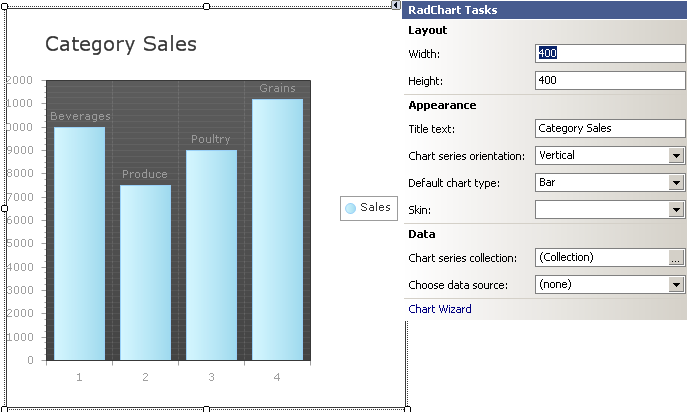 Category Sales
2000
1000
0000
9000
8000
7000
6000
5000
4000
3000
2000
1000
0
Beverages
Produce
Poultry
Grains
1 2 3 4
Sales
RadChart Tasks
Layout
Width: 400
Height: 400
Appearance
Title text: Category Sales
Chart series orientation: Vertical
Default chart type: Bar
Skin:
Data
Chart series collection: (Collection) ...
Choose data source: (none)
Chart Wizard